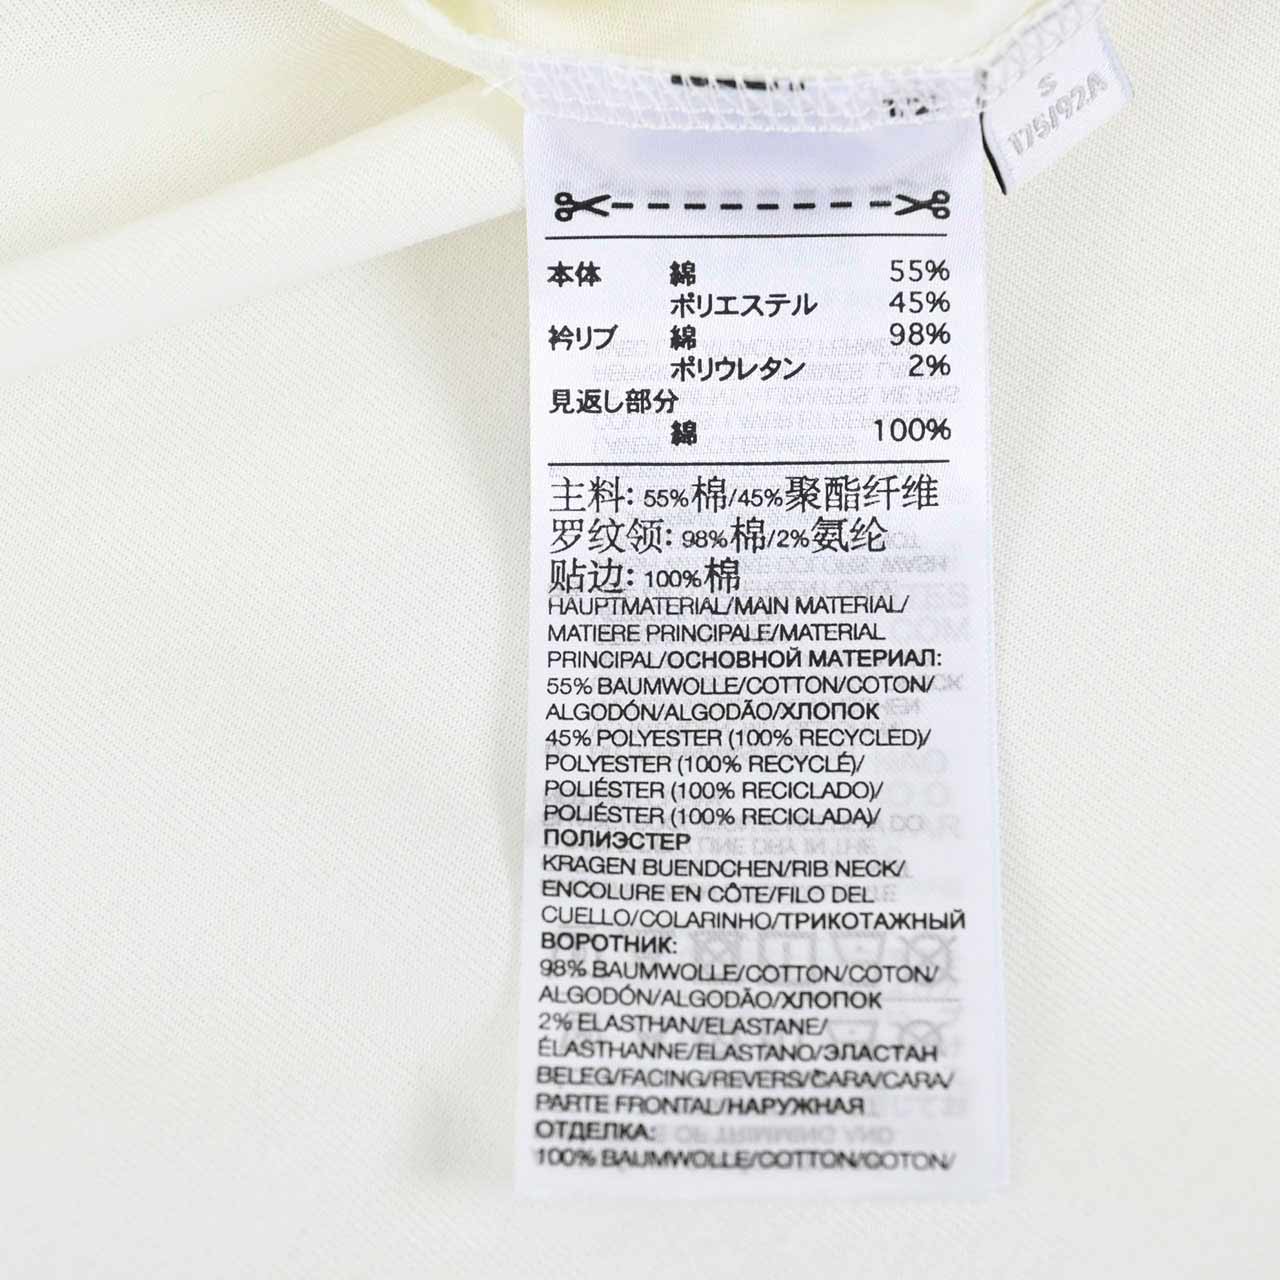 S
175/92A
本体 綿 55%
ポリエステル 45%
衿リブ 綿 98%
ポリウレタン 2%
見返し部分
綿 100%
主料: 55%棉/45%聚酯纤维
罗纹领: 98%棉/2%氨纶
贴边: 100%棉
HAUPTMATERIAL/MAIN MATERIAL/
MATIERE PRINCIPALE/MATERIAL
PRINCIPAL/ОСНОВНОЙ МАТЕРИАЛ:
55% BAUMWOLLE/COTTON/COTON/
ALGODÓN/ALGODÃO/ХЛОПОК
45% POLYESTER (100% RECYCLED)/
POLYESTER (100% RECYCLÉ)/
POLIÉSTER (100% RECICLADO)/
POLIÉSTER (100% RECICLADA)/
ПОЛИЭСТЕР
KRAGEN BUENDCHEN/RIB NECK/
ENCOLURE EN CÔTE/FILO DEL
CUELLO/COLARINHO/ТРИКОТАЖНЫЙ
ВОРОТНИК:
98% BAUMWOLLE/COTTON/COTON/
ALGODÓN/ALGODÃO/ХЛОПОК
2% ELASTHAN/ELASTANE/
ÉLASTHANNE/ELASTANO/ЭЛАСТАН
BELEG/FACING/REVERS/CARA/CARA/
PARTE FRONTAL/НАРУЖНАЯ
ОТДЕЛКА:
100% BAUMWOLLE/COTTON/COTON/